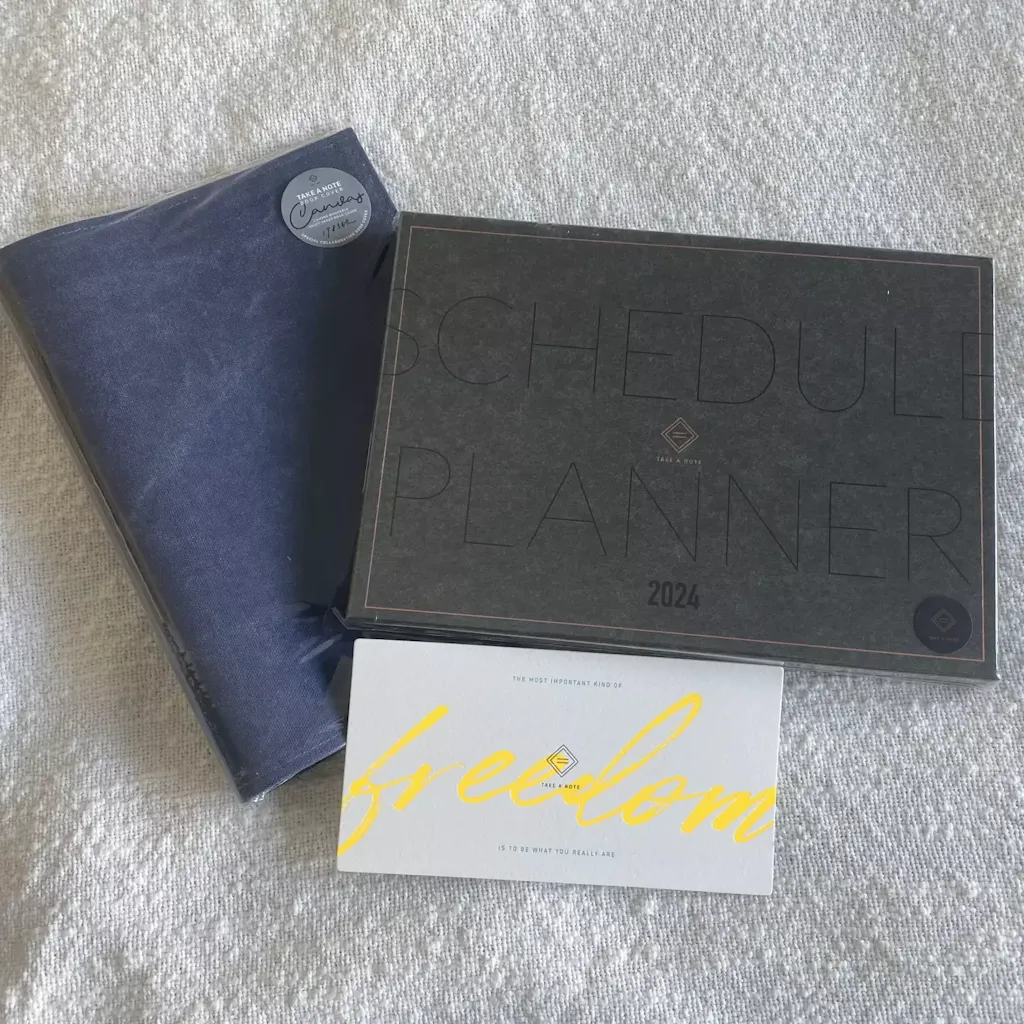 TAKE A NOTE
Canvas
SCHEDULE
TAKE A NOTE
PLANNER
2024
THE MOST IMPORTANT KIND OF
freedom
TAKE A NOTE
IS TO BE WHAT YOU REALLY ARE